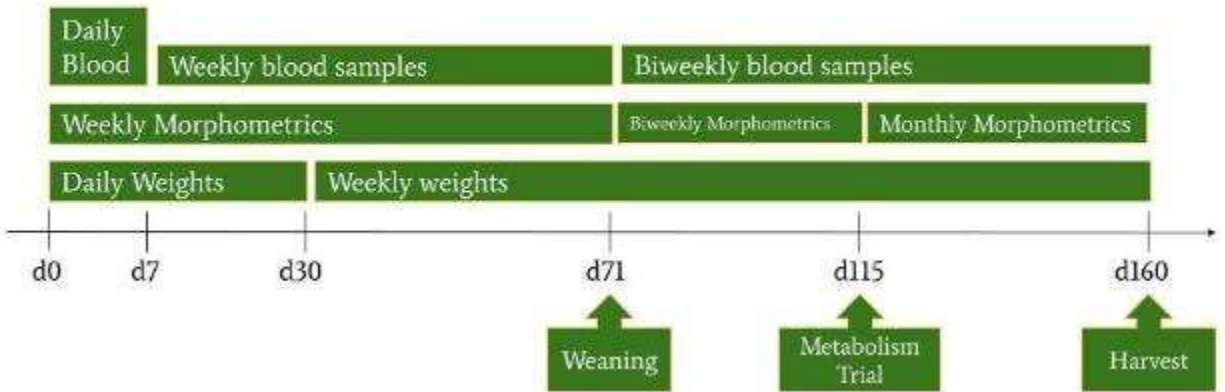 Daily
Blood
Weekly blood samples
Biweekly blood samples
Weekly Morphometrics
Biweekly Morphometrics
Monthly Morphometrics
Daily Weights
Weekly weights
d0
d7
d30
d71
d115
d160
Weaning
Metabolism
Trial
Harvest